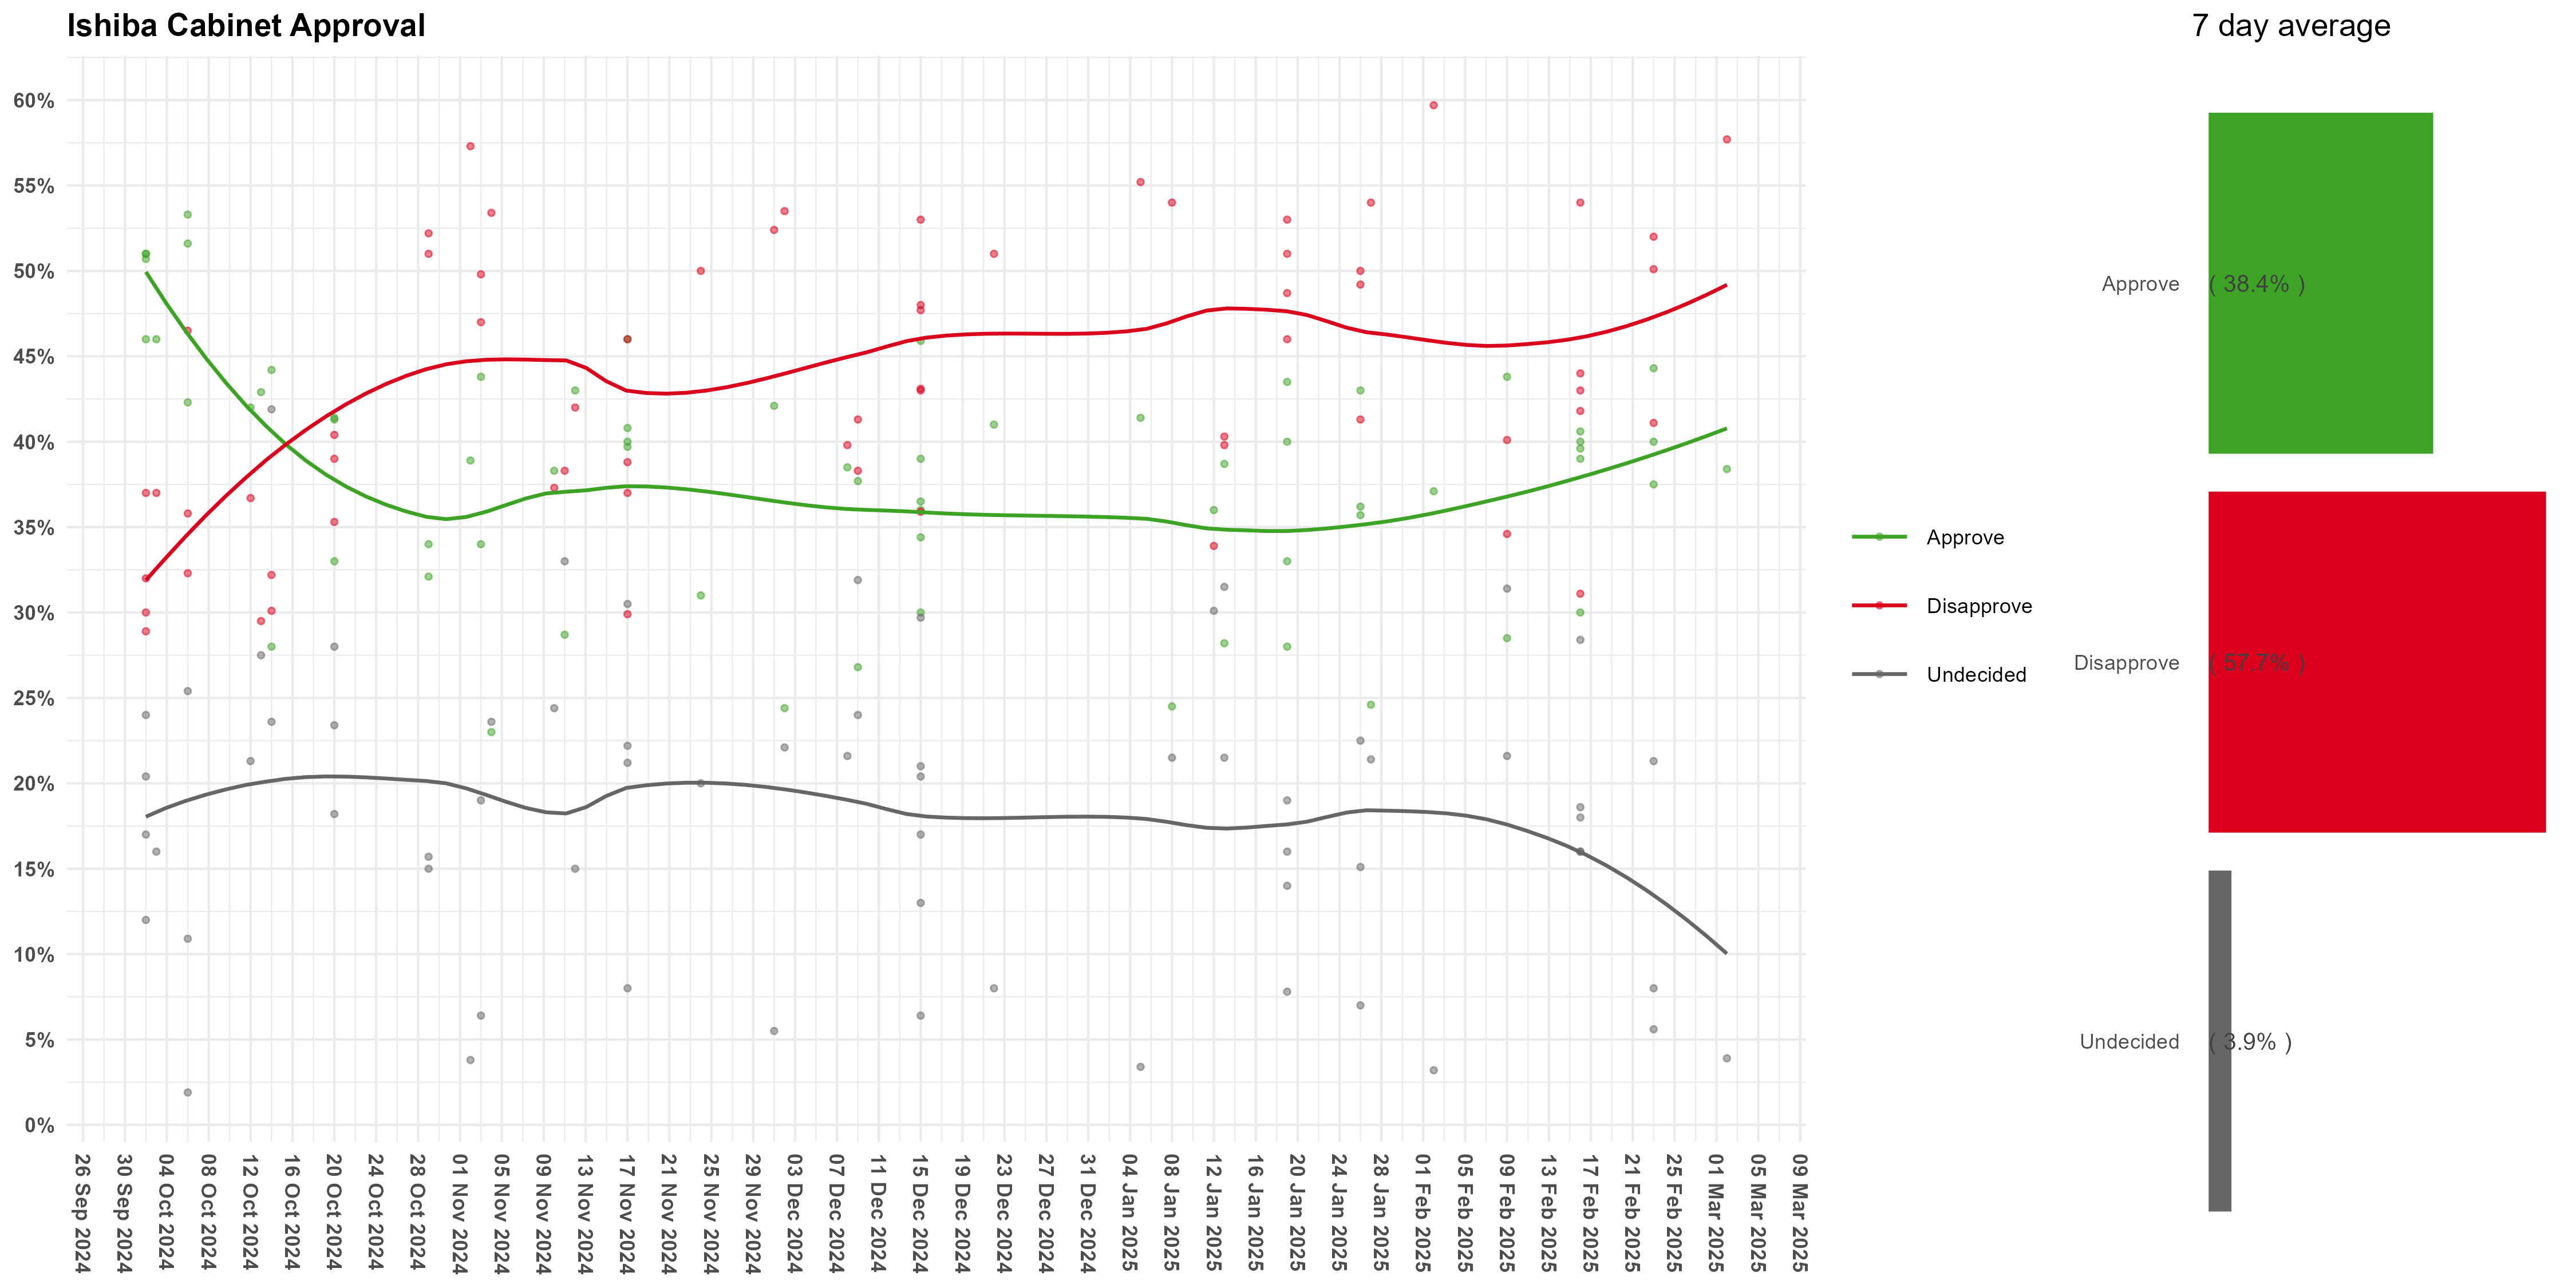 Ishiba Cabinet Approval
7 day average
60%
55%
50%
45%
40%
35%
30%
25%
20%
15%
10%
5%
0%
26 Sep 2024
30 Sep 2024
04 Oct 2024
08 Oct 2024
12 Oct 2024
16 Oct 2024
20 Oct 2024
24 Oct 2024
28 Oct 2024
01 Nov 2024
05 Nov 2024
09 Nov 2024
13 Nov 2024
17 Nov 2024
21 Nov 2024
25 Nov 2024
29 Nov 2024
03 Dec 2024
07 Dec 2024
11 Dec 2024
15 Dec 2024
19 Dec 2024
23 Dec 2024
27 Dec 2024
31 Dec 2024
04 Jan 2025
08 Jan 2025
12 Jan 2025
16 Jan 2025
20 Jan 2025
24 Jan 2025
28 Jan 2025
01 Feb 2025
05 Feb 2025
09 Feb 2025
13 Feb 2025
17 Feb 2025
21 Feb 2025
25 Feb 2025
01 Mar 2025
05 Mar 2025
09 Mar 2025
Approve
Disapprove
Undecided
Approve ( 38.4% )
Disapprove ( 57.7% )
Undecided ( 3.9% )